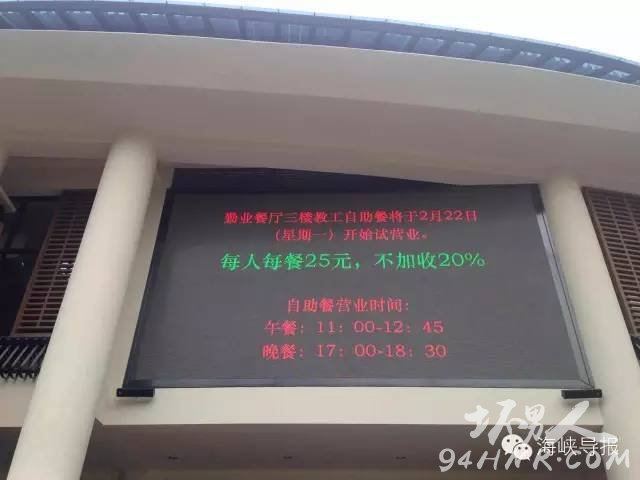 勤业餐厅三楼教工自助餐将于2月22日
（星期一）开始试营业。
每人每餐25元，不加收20%
自助餐营业时间：
午餐：11：00-12：45
晚餐：17：00-18：30
坏男人
海峡导报
94HNR.COM